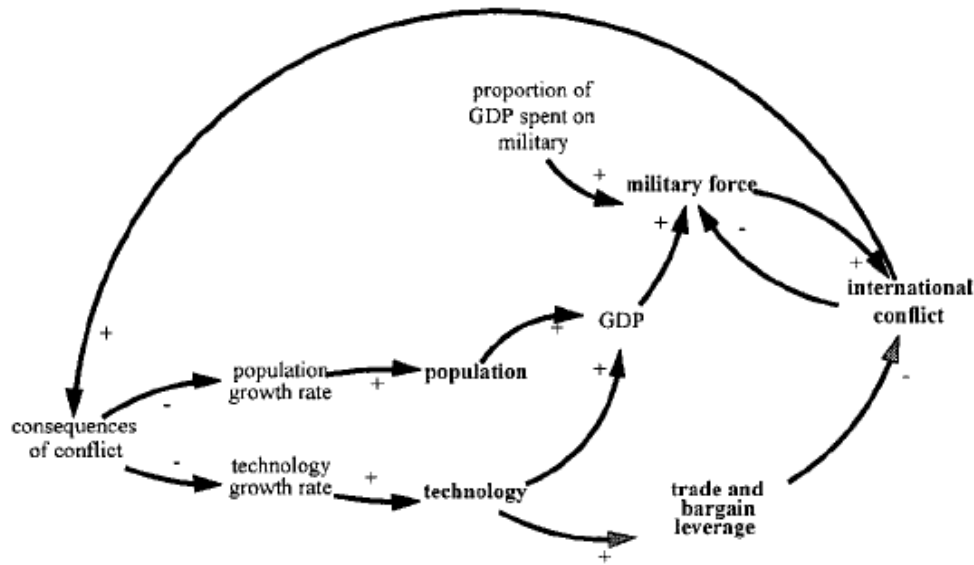 proportion of
GDP spent on
military
+
military force
+
-
+
international
conflict
+
GDP
+
population
growth rate
+
population
+
-
-
consequences
of conflict
-
technology
growth rate
+
technology
trade and
bargain
leverage
+